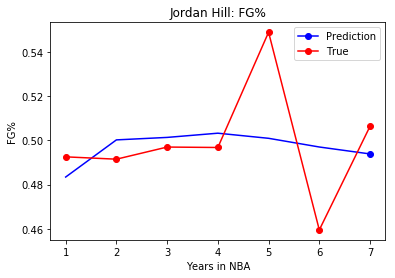 Jordan Hill: FG%
Prediction
True
0.54
0.52
0.50
0.48
0.46
FG%
1 2 3 4 5 6 7
Years in NBA